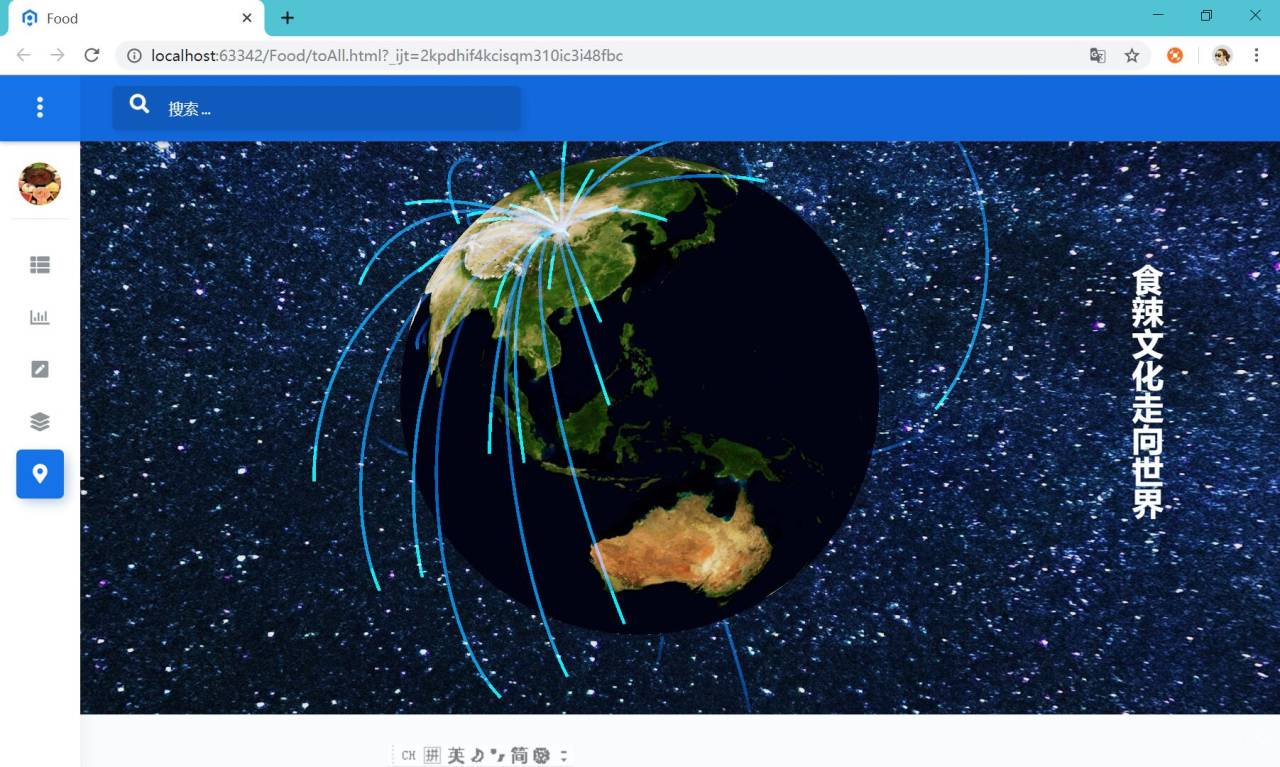 Food
localhost:63342/Food/toAll.html?_ijt=2kpdhif4kcisqm310ic3i48fbc
搜索 ...
食辣文化走向世界
CH 拼 英 简